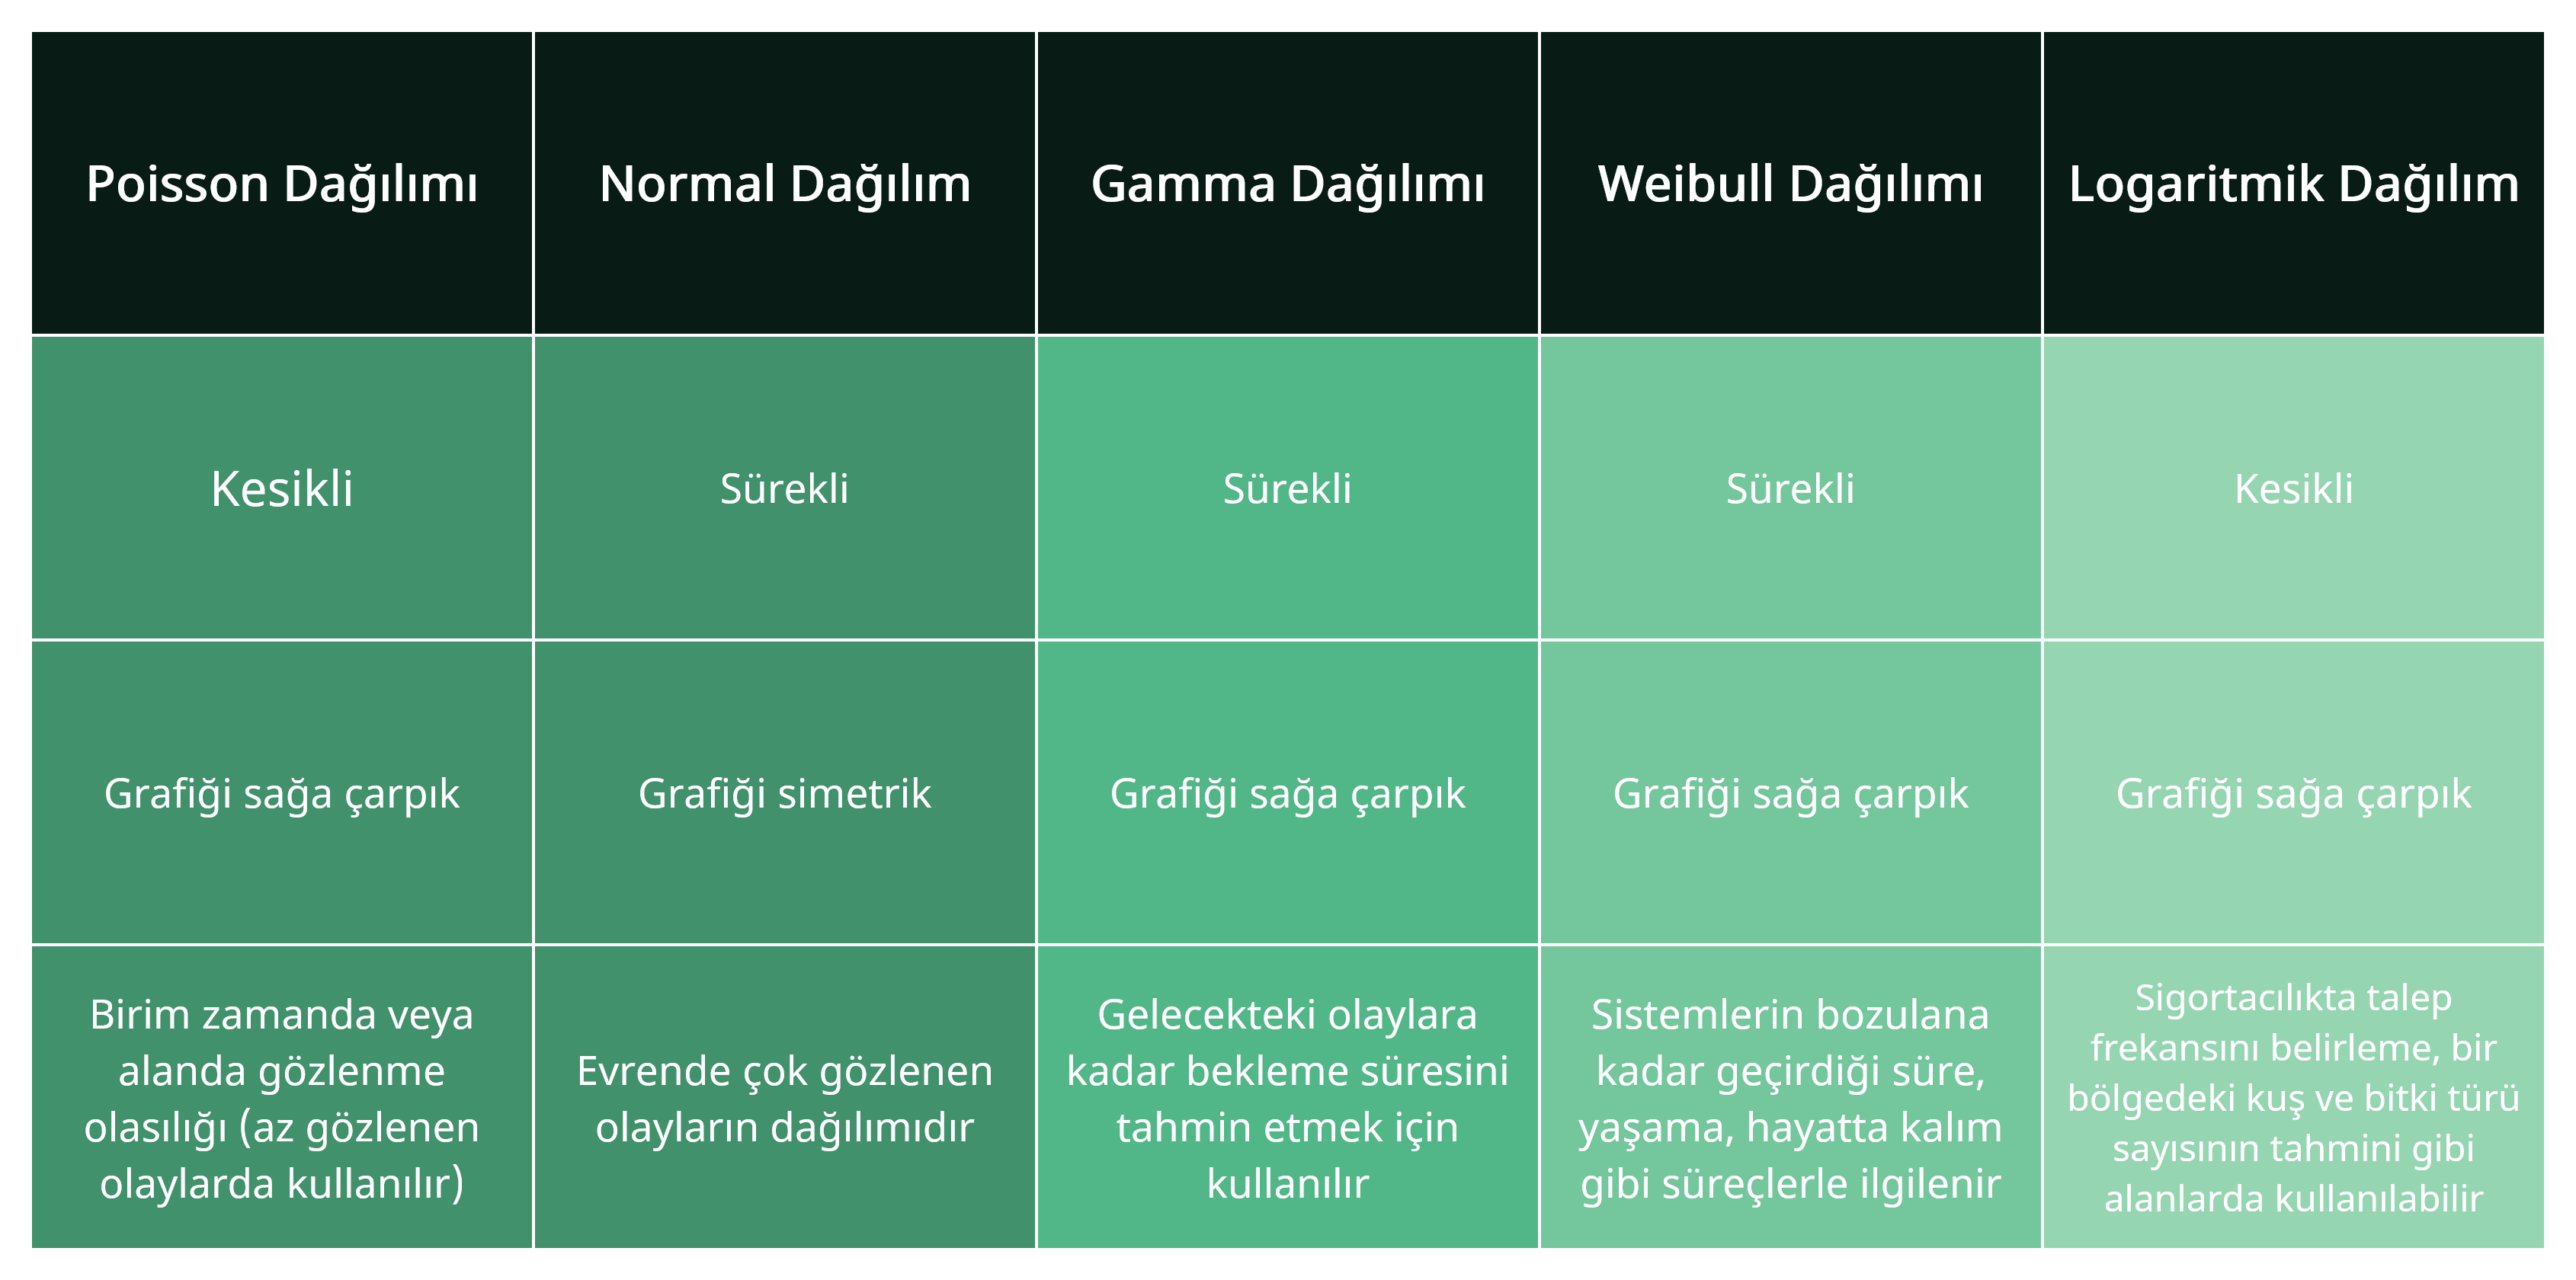 Poisson Dağılımı
Normal Dağılım
Gamma Dağılımı
Weibull Dağılımı
Logaritmik Dağılım
Kesikli
Sürekli
Sürekli
Sürekli
Kesikli
Grafiği sağa çarpık
Grafiği simetrik
Grafiği sağa çarpık
Grafiği sağa çarpık
Grafiği sağa çarpık
Birim zamanda veya
alanda gözlenme
olasılığı (az gözlenen
olaylarda kullanılır)
Evrende çok gözlenen
olayların dağılımıdır
Gelecekteki olaylara
kadar bekleme süresini
tahmin etmek için
kullanılır
Sistemlerin bozulana
kadar geçirdiği süre,
yaşama, hayatta kalım
gibi süreçlerle ilgilenir
Sigortacılıkta talep
frekansını belirleme, bir
bölgedeki kuş ve bitki türü
sayısının tahmini gibi
alanlarda kullanılabilir